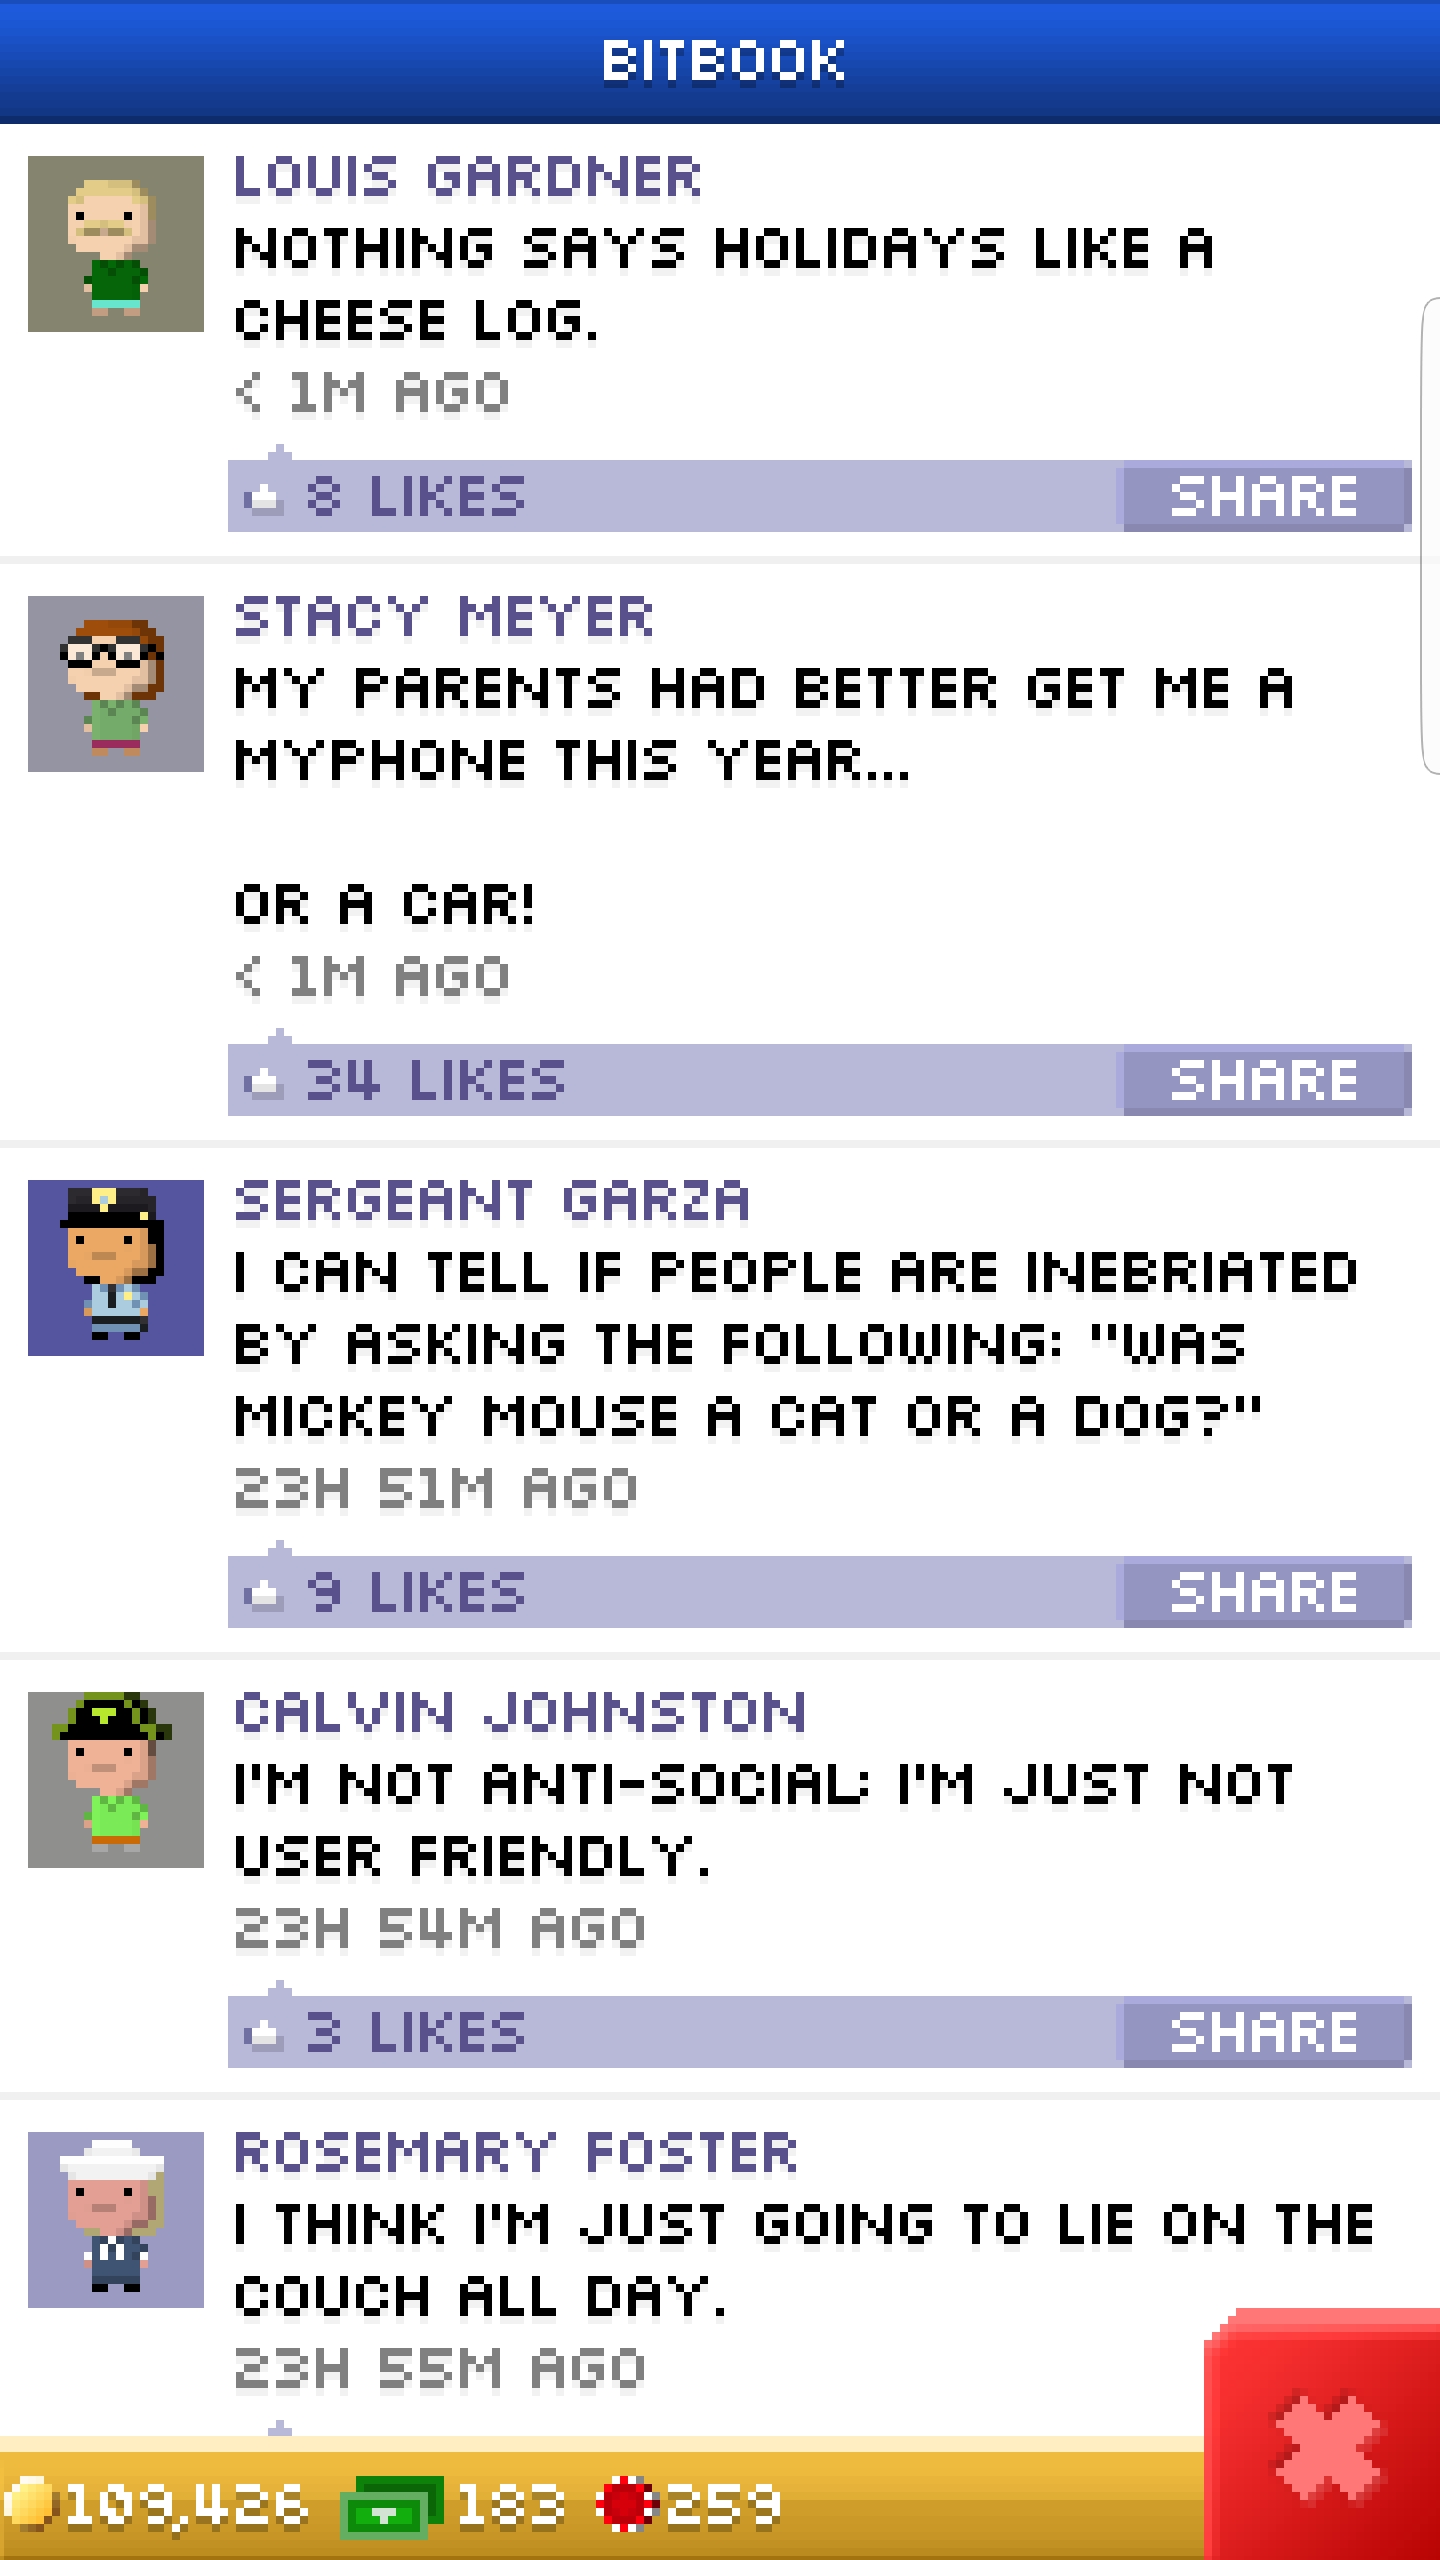 BITBOOK
LOUIS GARDNER
NOTHING SAYS HOLIDAYS LIKE A
CHEESE LOG.
< 1M AGO
8 LIKES SHARE
STACY MEYER
MY PARENTS HAD BETTER GET ME A
MYPHONE THIS YEAR...
OR A CAR!
< 1M AGO
34 LIKES SHARE
SERGEANT GARZA
I CAN TELL IF PEOPLE ARE INEBRIATED
BY ASKING THE FOLLOWING: "WAS
MICKEY MOUSE A CAT OR A DOG?"
23H 51M AGO
9 LIKES SHARE
CALVIN JOHNSTON
I'M NOT ANTI-SOCIAL; I'M JUST NOT
USER FRIENDLY.
23H 54M AGO
3 LIKES SHARE
ROSEMARY FOSTER
I THINK I'M JUST GOING TO LIE ON THE
COUCH ALL DAY.
23H 55M AGO
109,426 183 259